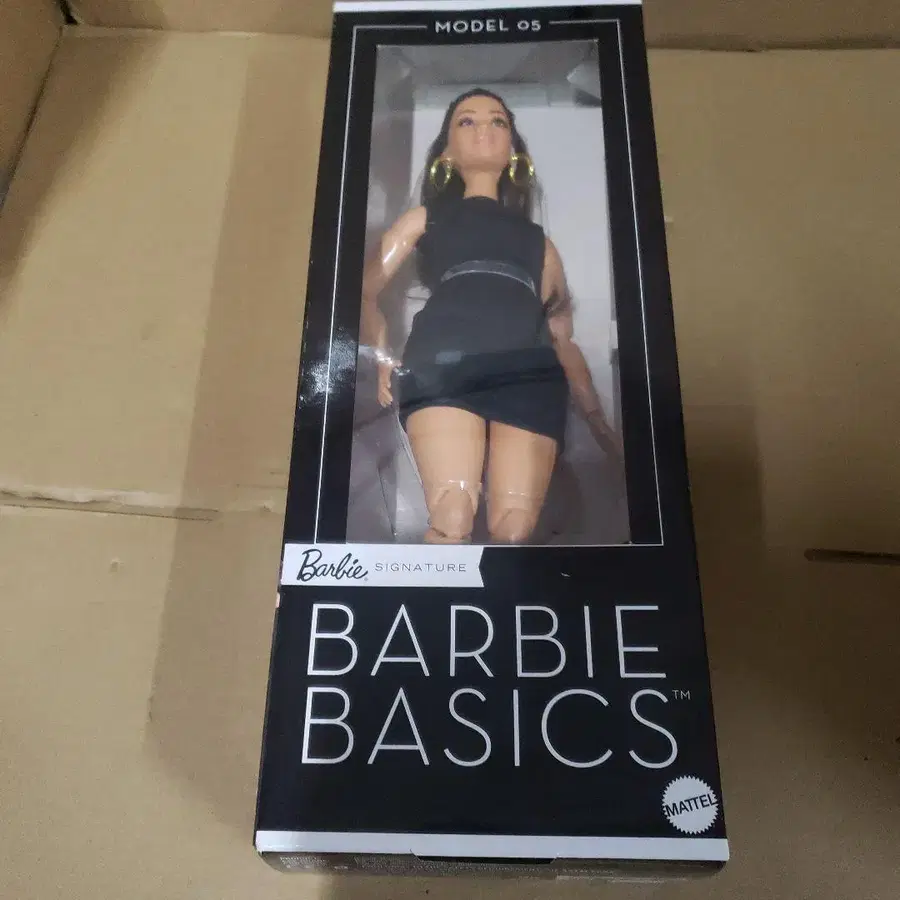 MODEL 05
Barbie® SIGNATURE
BARBIE
BASICS™
MATTEL